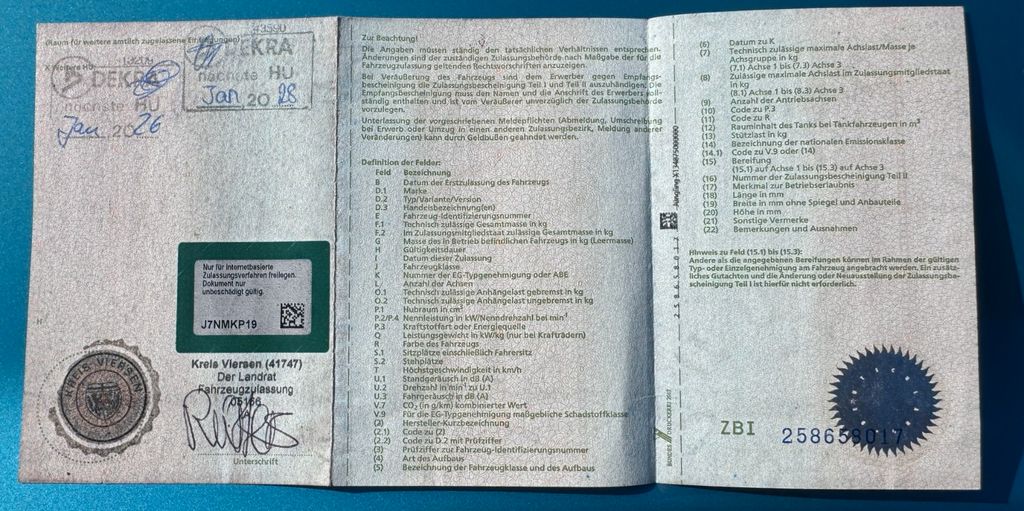 (Raum für weitere amtlich zugelassene Eintragungen)
X Weitere HU:
13209
DEKRA
nächste HU
Jan 2026
43590
DEKRA
nächste HU
Jan 2028
Nur für internetbasierte
Zulassungsverfahren freilegen.
Dokument nur
unbeschädigt gültig.
J7NMKP19
KREIS VIERSEN
Kreis Viersen (41747)
Der Landrat
Fahrzeugzulassung
05166
Unterschrift
Zur Beachtung!
Die Angaben müssen ständig den tatsächlichen Verhältnissen entsprechen.
Änderungen sind der zuständigen Zulassungsbehörde nach Maßgabe der für die
Fahrzeugzulassung geltenden Rechtsvorschriften anzuzeigen.
Bei Veräußerung des Fahrzeugs sind dem Erwerber gegen Empfangs-
bescheinigung die Zulassungsbescheinigung Teil I und Teil II auszuhändigen. Die
Empfangsbescheinigung muss den Namen und die Anschrift des Erwerbers voll-
ständig enthalten und ist vom Veräußerer unverzüglich der Zulassungsbehörde
vorzulegen.
Unterlassung der vorgeschriebenen Meldepflichten (Abmeldung, Umschreibung
bei Erwerb oder Umzug in einen anderen Zulassungsbezirk, Meldung anderer
Veränderungen) kann durch Geldbußen geahndet werden.
Definition der Felder:
Feld Bezeichnung
B Datum der Erstzulassung des Fahrzeugs
D.1 Marke
D.2 Typ/Variante/Version
D.3 Handelsbezeichnung(en)
E Fahrzeug-Identifizierungsnummer
F.1 Technisch zulässige Gesamtmasse in kg
F.2 Im Zulassungsmitgliedstaat zulässige Gesamtmasse in kg
G Masse des in Betrieb befindlichen Fahrzeugs in kg (Leermasse)
H Gültigkeitsdauer
I Datum dieser Zulassung
J Fahrzeugklasse
K Nummer der EG-Typgenehmigung oder ABE
L Anzahl der Achsen
O.1 Technisch zulässige Anhängelast gebremst in kg
O.2 Technisch zulässige Anhängelast ungebremst in kg
P.1 Hubraum in cm³
P.2/P.4 Nennleistung in kW/Nenndrehzahl bei min⁻¹
P.3 Kraftstoffart oder Energiequelle
Q Leistungsgewicht in kW/kg (nur bei Krafträdern)
R Farbe des Fahrzeugs
S.1 Sitzplätze einschließlich Fahrersitz
S.2 Stehplätze
T Höchstgeschwindigkeit in km/h
U.1 Standgeräusch in dB (A)
U.2 Drehzahl in min⁻¹ zu U.1
U.3 Fahrgeräusch in dB (A)
V.7 CO₂ (in g/km) kombinierter Wert
V.9 Für die EG-Typgenehmigung maßgebliche Schadstoffklasse
(2) Hersteller-Kurzbezeichnung
(2.1) Code zu (2)
(2.2) Code zu D.2 mit Prüfziffer
(3) Prüfziffer zur Fahrzeug-Identifizierungsnummer
(4) Art des Aufbaus
(5) Bezeichnung der Fahrzeugklasse und des Aufbaus
BUNDESDRUCKEREI
(6) Datum zu K
(7) Technisch zulässige maximale Achslast/Masse je
Achsgruppe in kg
(7.1) Achse 1 bis (7.3) Achse 3
(8) Zulässige maximale Achslast im Zulassungsmitgliedstaat
in kg
(8.1) Achse 1 bis (8.3) Achse 3
(9) Anzahl der Antriebsachsen
(10) Code zu P.3
(11) Code zu R
(12) Rauminhalt des Tanks bei Tankfahrzeugen in m³
(13) Stützlast in kg
(14) Bezeichnung der nationalen Emissionsklasse
(14.1) Code zu V.9 oder (14)
(15) Bereifung
(15.1) auf Achse 1 bis (15.3) auf Achse 3
(16) Nummer der Zulassungsbescheinigung Teil II
(17) Merkmal zur Betriebserlaubnis
(18) Länge in mm
(19) Breite in mm ohne Spiegel und Anbauteile
(20) Höhe in mm
(21) Sonstige Vermerke
(22) Bemerkungen und Ausnahmen
Hinweis zu Feld (15.1) bis (15.3):
Andere als die angegebenen Bereifungen können im Rahmen der gültigen
Typ- oder Einzelgenehmigung am Fahrzeug angebracht werden. Ein zusätz-
liches Gutachten und die Änderung oder Neuausstellung der Zulassungsbe-
scheinigung Teil I ist hierfür nicht erforderlich.
ZBI 258658017